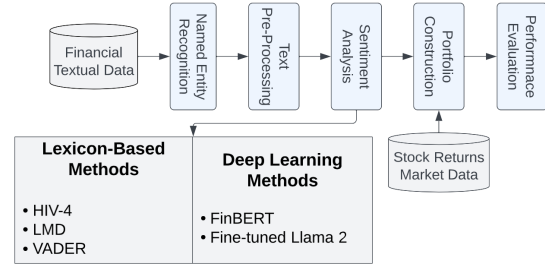 Financial
Textual Data
Named Entity
Recognition
Text
Pre-Processing
Sentiment
Analysis
Portfolio
Construction
Performnace
Evaluation
Stock Returns
Market Data
Lexicon-Based
Methods
• HIV-4
• LMD
• VADER
Deep Learning
Methods
• FinBERT
• Fine-tuned Llama 2